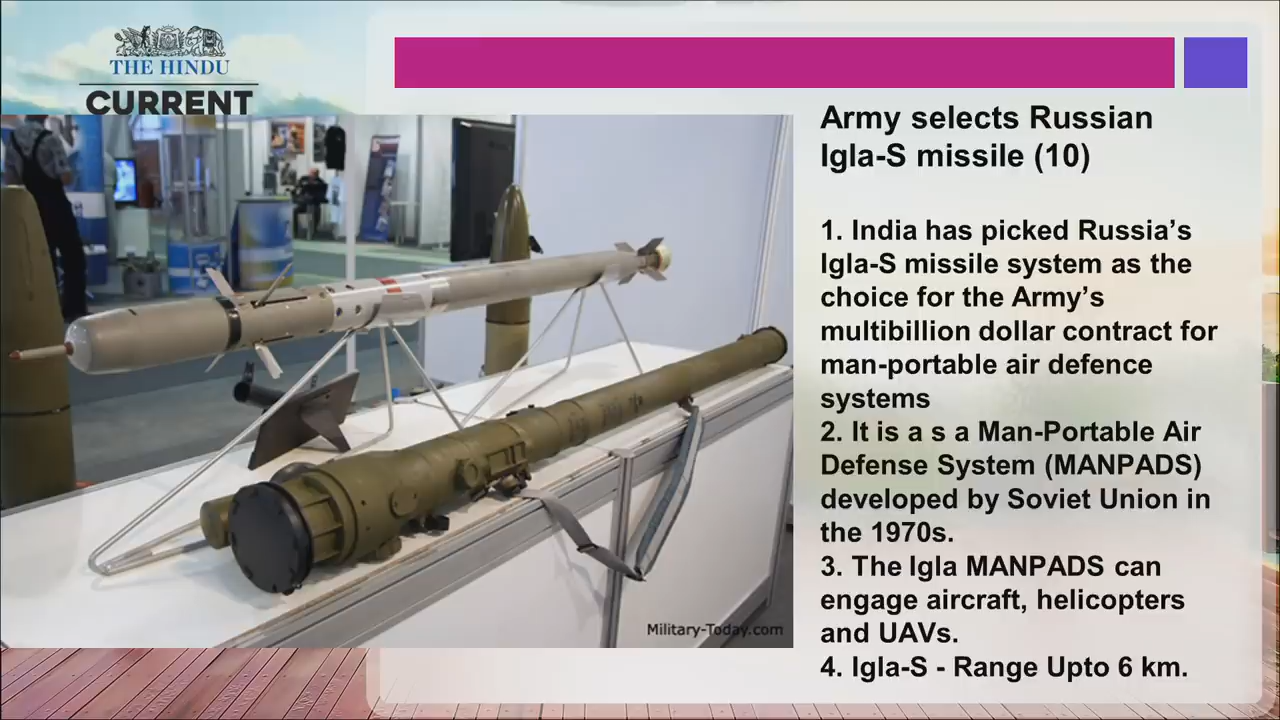 THE HINDU
CURRENT
Army selects Russian
Igla-S missile (10)
1. India has picked Russia’s
Igla-S missile system as the
choice for the Army’s
multibillion dollar contract for
man-portable air defence
systems
2. It is a s a Man-Portable Air
Defense System (MANPADS)
developed by Soviet Union in
the 1970s.
3. The Igla MANPADS can
engage aircraft, helicopters
and UAVs.
4. Igla-S - Range Upto 6 km.
Military-Today.com